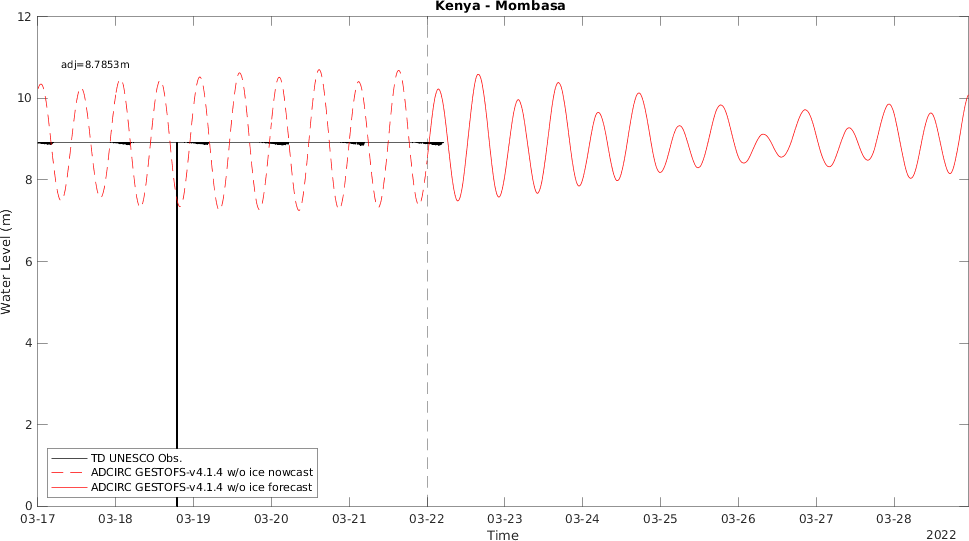 Kenya - Mombasa
12
adj=8.7853m
10
8
6
4
2
0
Water Level (m)
TD UNESCO Obs.
ADCIRC GESTOFS-v4.1.4 w/o ice nowcast
ADCIRC GESTOFS-v4.1.4 w/o ice forecast
03-17 03-18 03-19 03-20 03-21 03-22 03-23 03-24 03-25 03-26 03-27 03-28
Time
2022